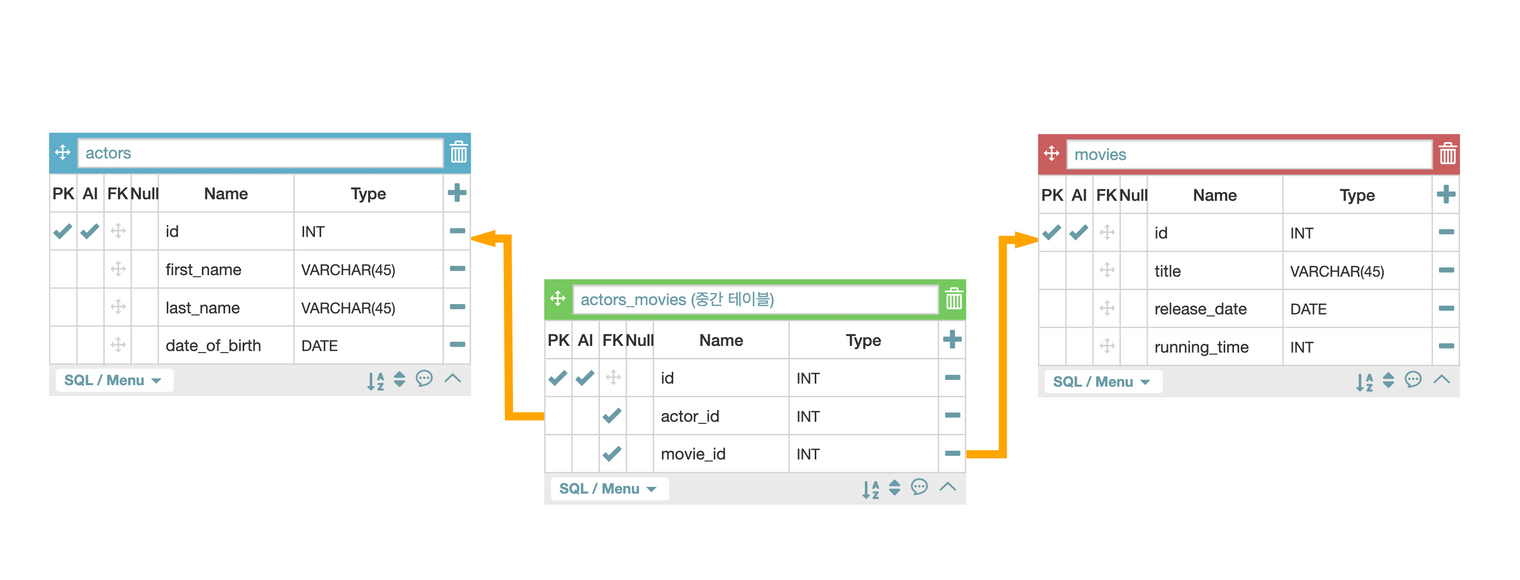 actors
PK AI FK Null Name Type
id INT
first_name VARCHAR(45)
last_name VARCHAR(45)
date_of_birth DATE
SQL / Menu
actors_movies (중간 테이블)
PK AI FK Null Name Type
id INT
actor_id INT
movie_id INT
SQL / Menu
movies
PK AI FK Null Name Type
id INT
title VARCHAR(45)
release_date DATE
running_time INT
SQL / Menu